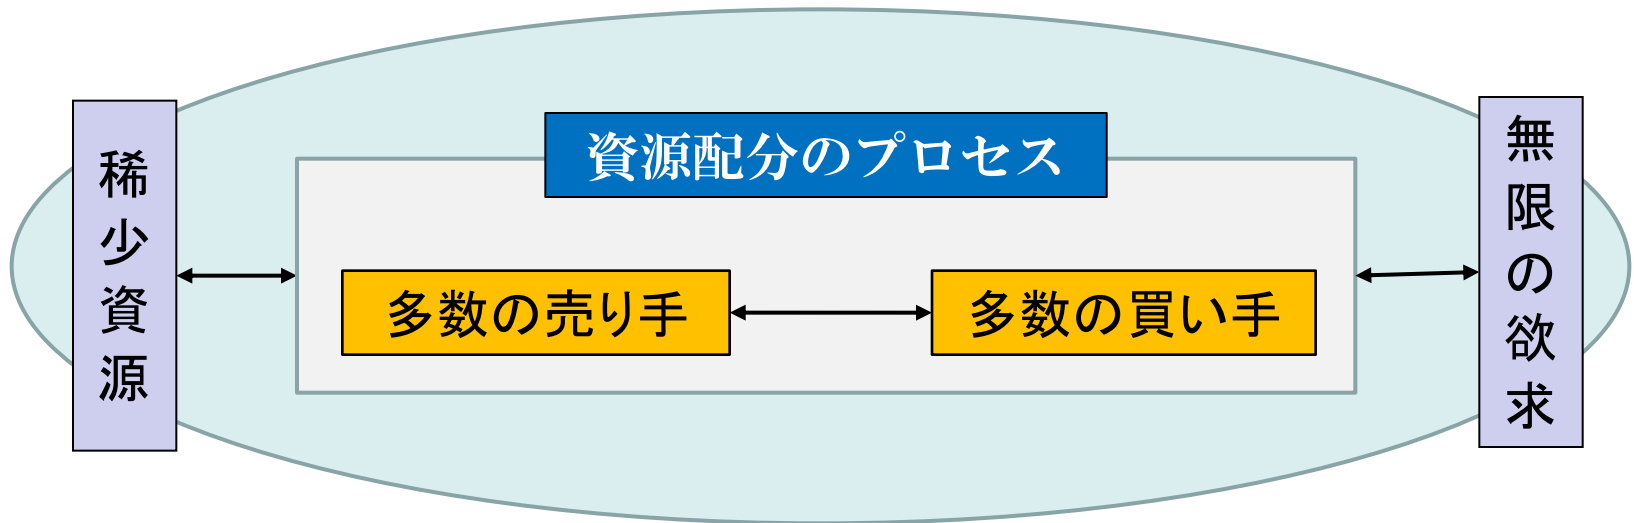 稀少資源
資源配分のプロセス
多数の売り手
多数の買い手
無限の欲求